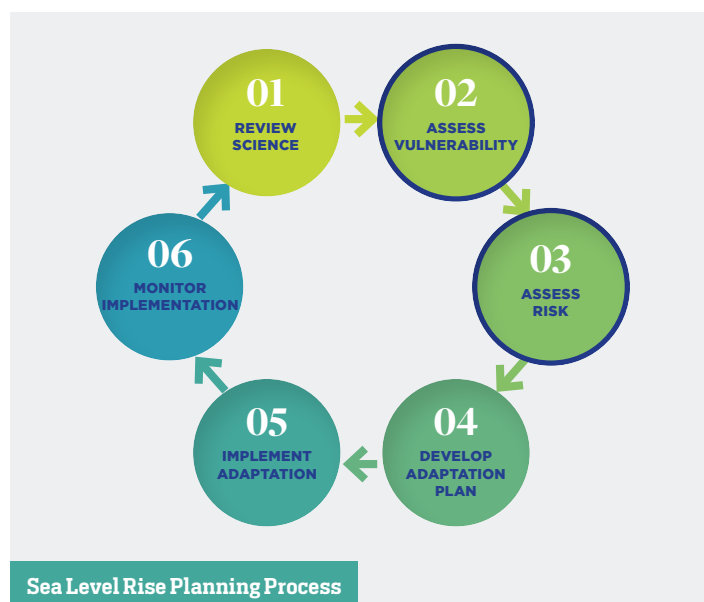 01
REVIEW
SCIENCE
02
ASSESS
VULNERABILITY
03
ASSESS
RISK
04
DEVELOP
ADAPTATION
PLAN
05
IMPLEMENT
ADAPTATION
06
MONITOR
IMPLEMENTATION
Sea Level Rise Planning Process